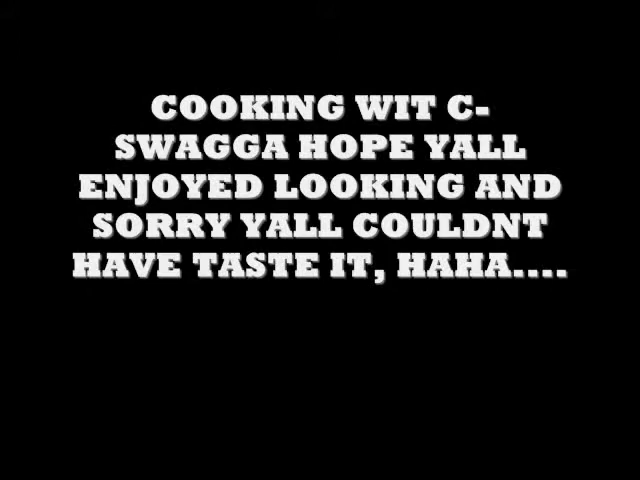 COOKING WIT C-
SWAGGA HOPE YALL
ENJOYED LOOKING AND
SORRY YALL COULDNT
HAVE TASTE IT, HAHA....